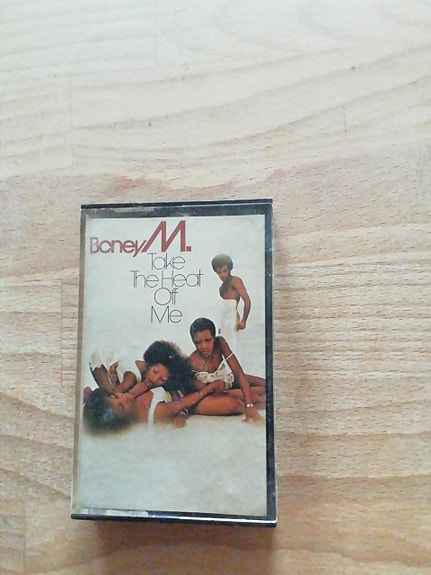 Boney M.
Take
The Heat
Off
Me